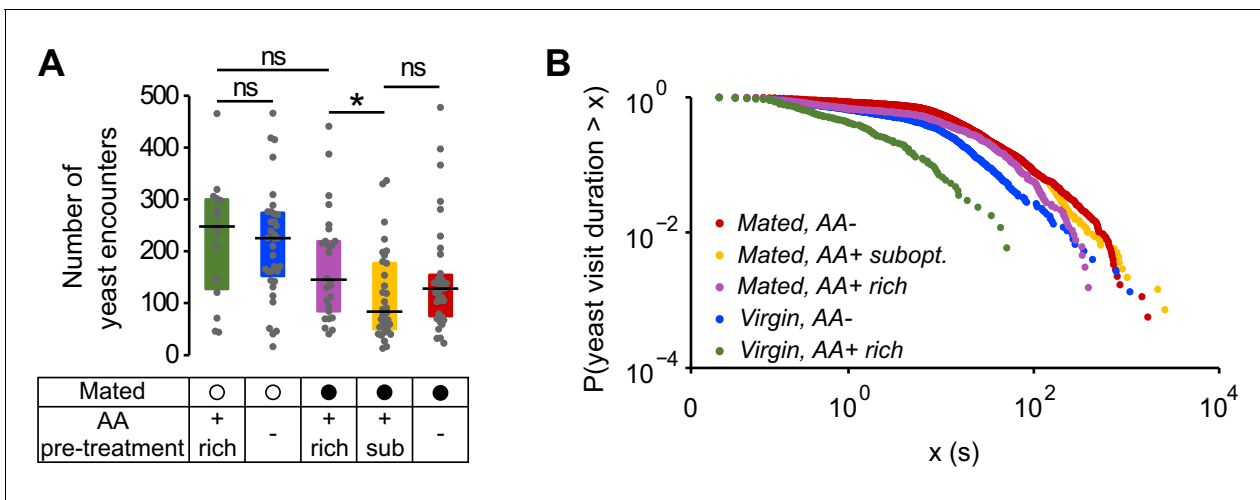 A
ns
ns
ns
*
500
400
300
200
100
0
Number of
yeast encounters
Mated
AA
pre-treatment
+
rich
-
+
rich
+
sub
-
B
P(yeast visit duration > x)
10^0
10^-2
10^-4
Mated, AA-
Mated, AA+ subopt.
Mated, AA+ rich
Virgin, AA-
Virgin, AA+ rich
0
10^0
10^2
10^4
x (s)